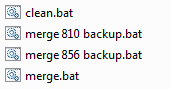 clean.bat
merge 810 backup.bat
merge 856 backup.bat
merge.bat